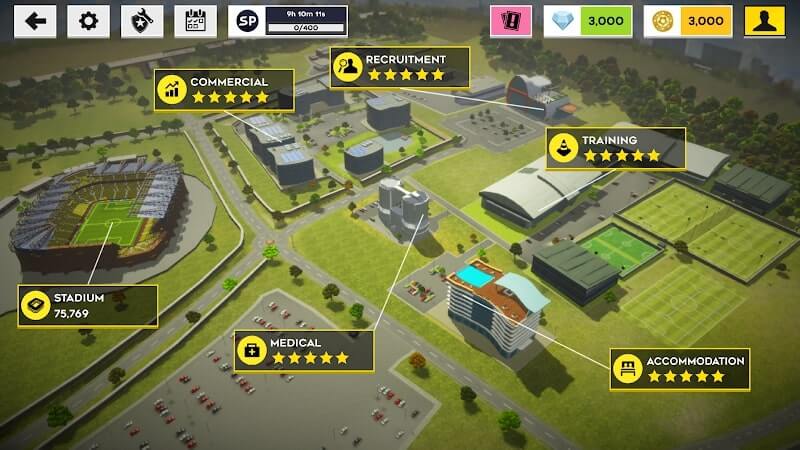 SP
9h 10m 11s
0/400
3,000
3,000
RECRUITMENT
COMMERCIAL
TRAINING
STADIUM
75,769
MEDICAL
ACCOMMODATION